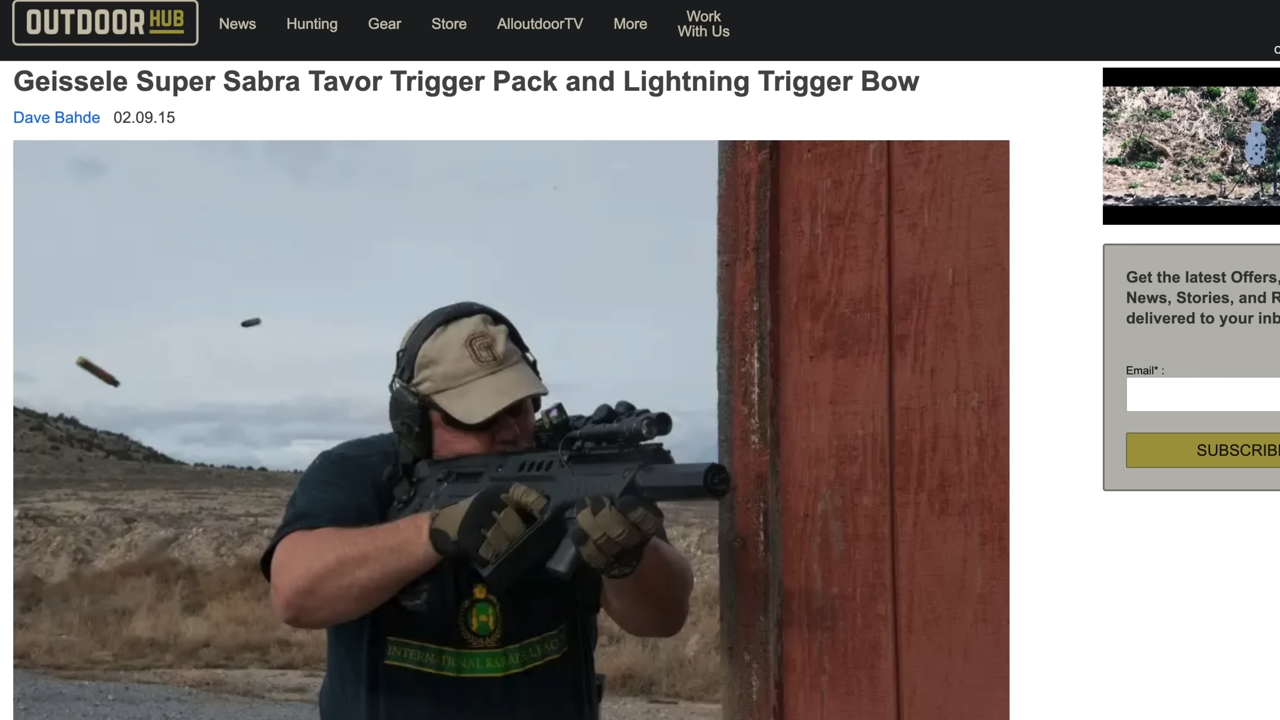 OUTDOOR HUB
News
Hunting
Gear
Store
AlloutdoorTV
More
Work
With Us
Geissele Super Sabra Tavor Trigger Pack and Lightning Trigger Bow
Dave Bahde 02.09.15
G
INTERNATIONAL
Get the latest Offers,
News, Stories, and R
delivered to your inb
Email* :
SUBSCRIB